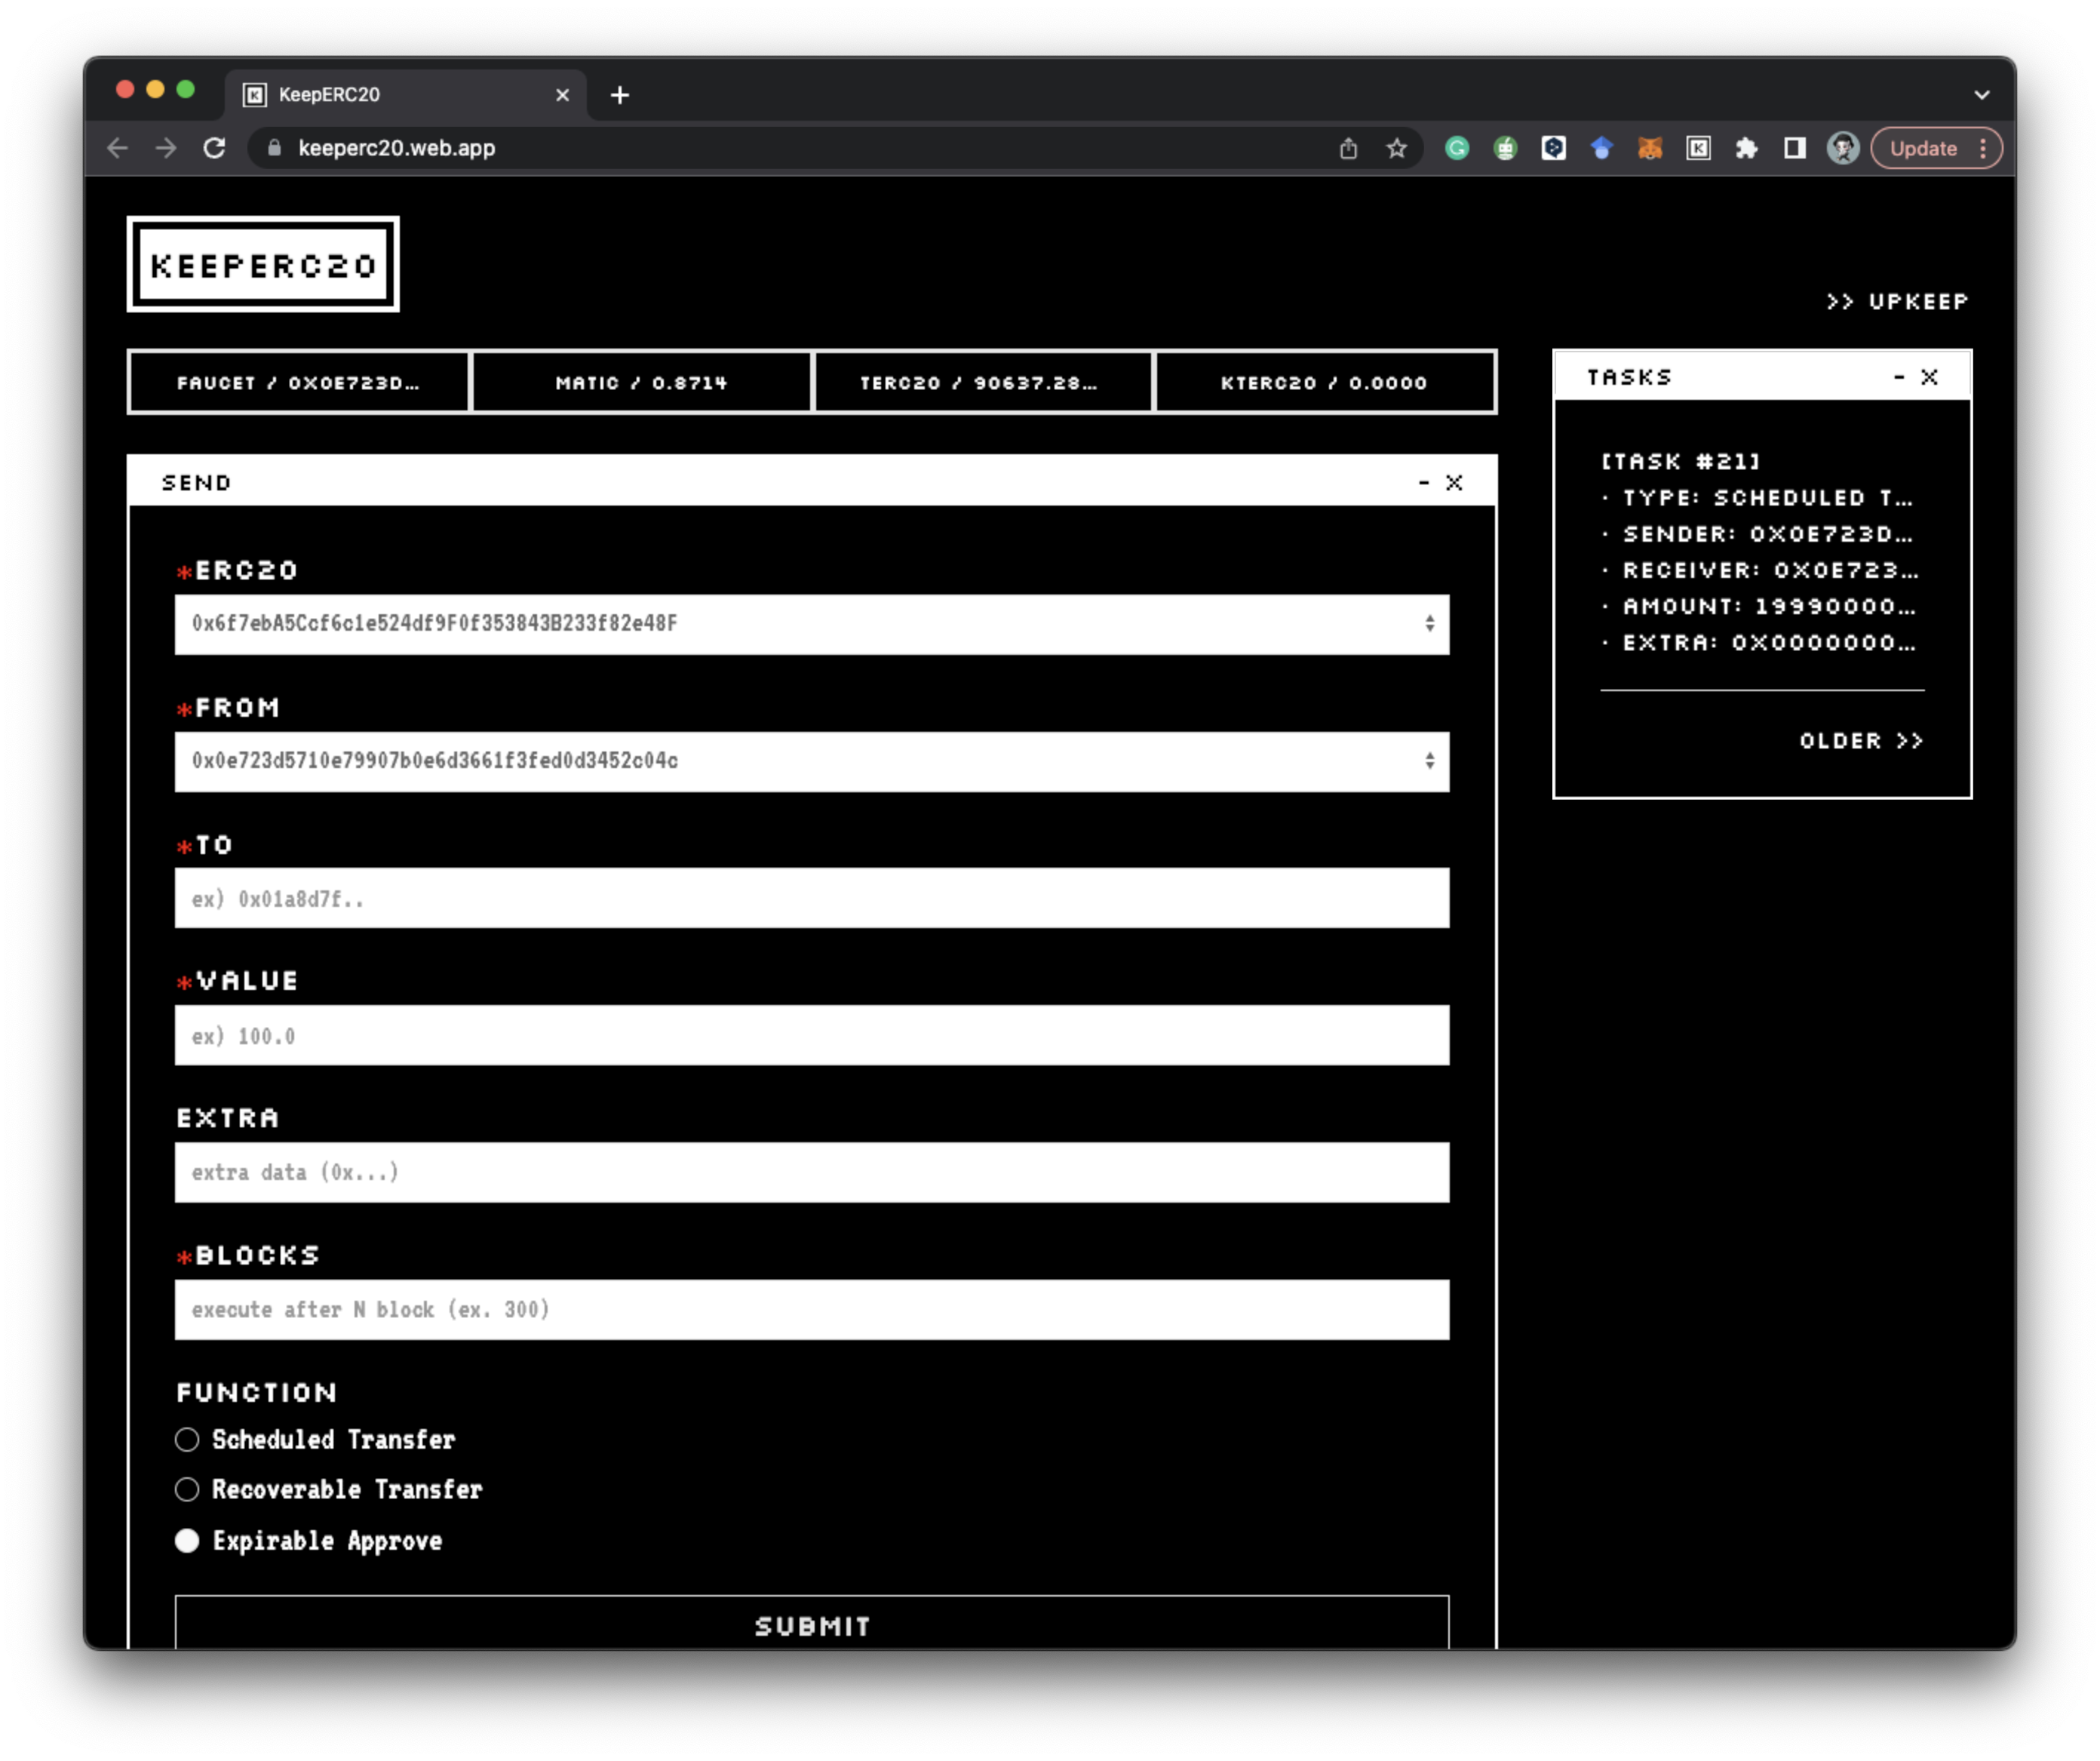 KeepERC20
keeperc20.web.app
Update
KEEPERC20
>> UPKEEP
FAUCET / 0X0E723D…
MATIC / 0.8714
TERC20 / 90637.28…
KTERC20 / 0.0000
SEND - X
*ERC20
0x6f7ebA5Ccf6c1e524df9F0f353843B233f82e48F
*FROM
0x0e723d5710e79907b0e6d3661f3fed0d3452c04c
*TO
ex) 0x01a8d7f..
*VALUE
ex) 100.0
EXTRA
extra data (0x...)
*BLOCKS
execute after N block (ex. 300)
FUNCTION
Scheduled Transfer
Recoverable Transfer
Expirable Approve
SUBMIT
TASKS - X
[TASK #21]
· TYPE: SCHEDULED T…
· SENDER: 0X0E723D…
· RECEIVER: 0X0E723…
· AMOUNT: 19990000…
· EXTRA: 0X0000000…
OLDER >>